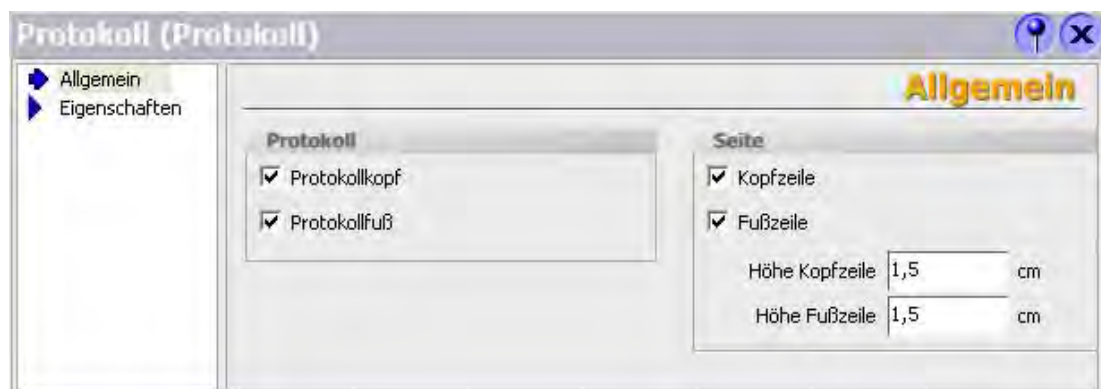 Protokoll (Protokoll)
Allgemein
Eigenschaften
Allgemein
Protokoll
Protokollkopf
Protokollfuß
Seite
Kopfzeile
Fußzeile
Höhe Kopfzeile 1,5 cm
Höhe Fußzeile 1,5 cm